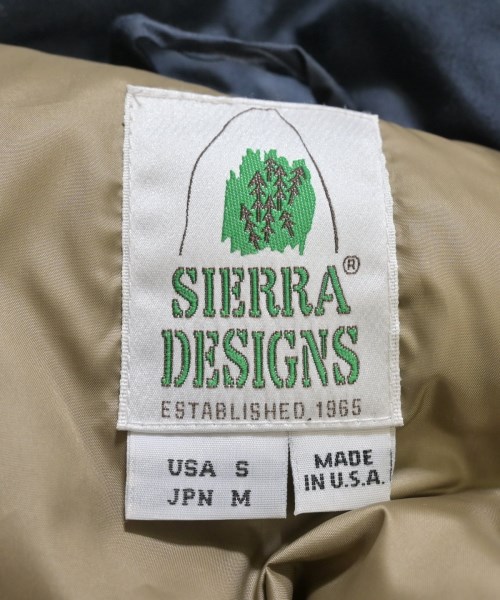 SIERRA®
DESIGNS
ESTABLISHED, 1965
USA S
JPN M
MADE
IN U.S.A.